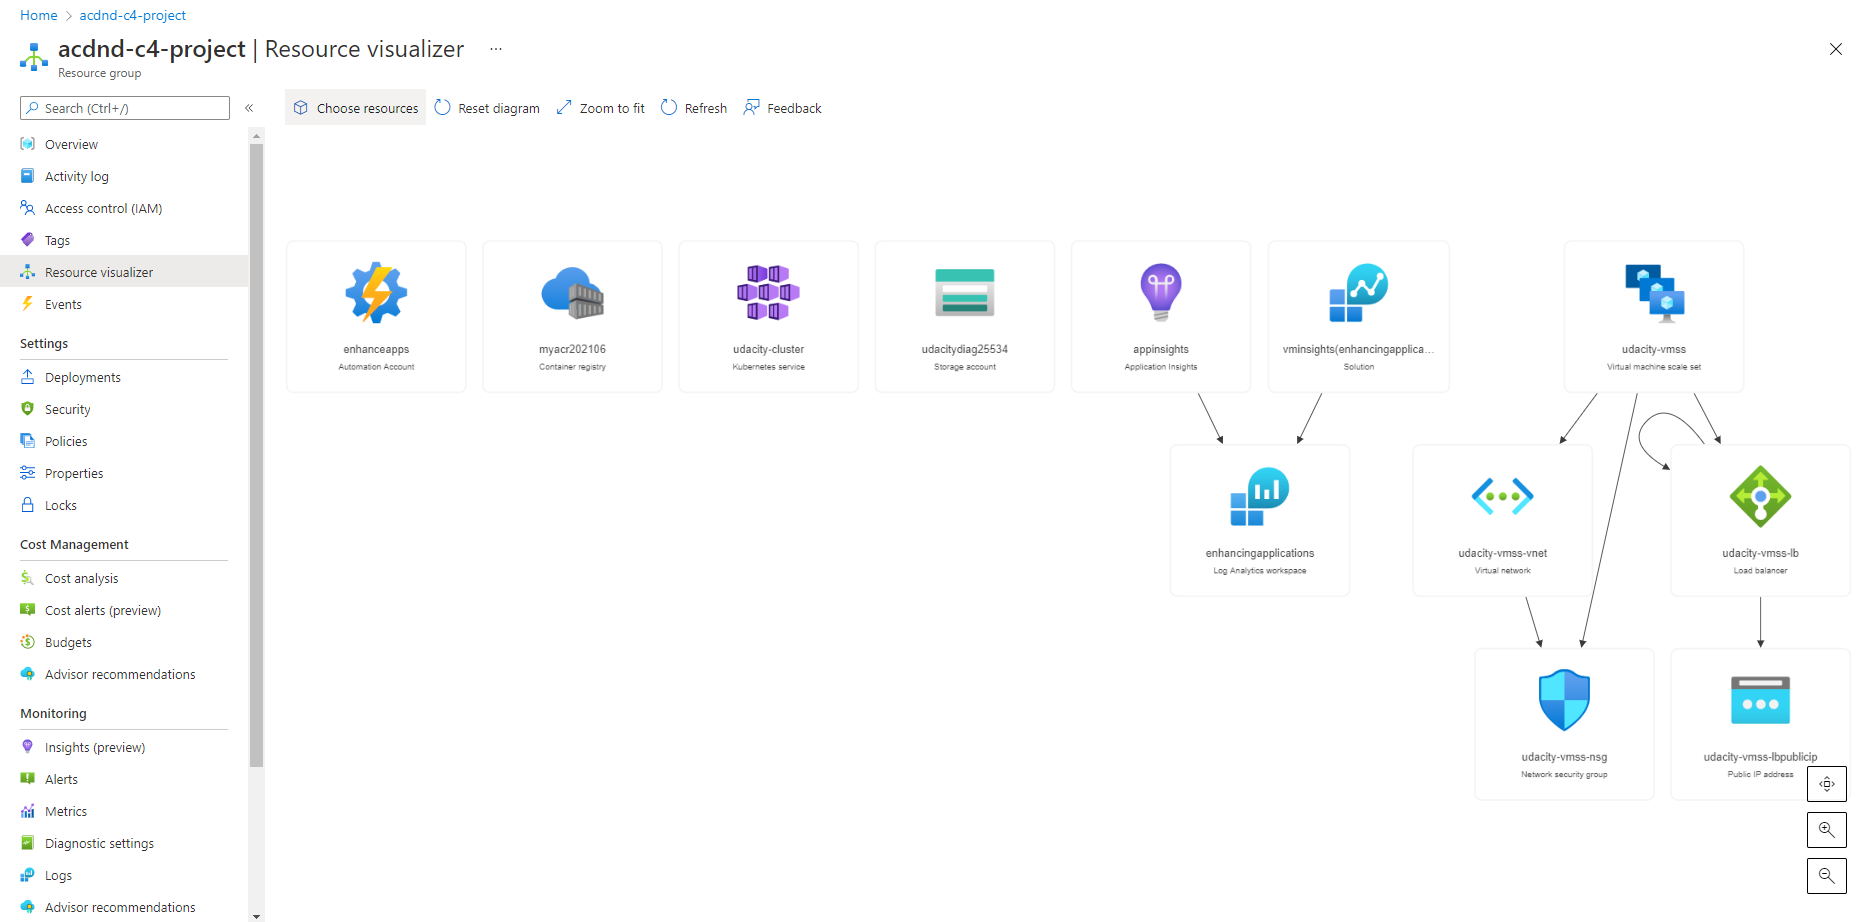 Home > acdnd-c4-project
acdnd-c4-project | Resource visualizer ...
Resource group
Search (Ctrl+/) «
Overview
Activity log
Access control (IAM)
Tags
Resource visualizer
Events
Settings
Deployments
Security
Policies
Properties
Locks
Cost Management
Cost analysis
Cost alerts (preview)
Budgets
Advisor recommendations
Monitoring
Insights (preview)
Alerts
Metrics
Diagnostic settings
Logs
Advisor recommendations
Choose resources Reset diagram Zoom to fit Refresh Feedback
enhanceapps
Automation Account
myacr202106
Container registry
udacity-cluster
Kubernetes service
udacitydiag25534
Storage account
appinsights
Application Insights
vminsights(enhancingapplica...
Solution
udacity-vmss
Virtual machine scale set
enhancingapplications
Log Analytics workspace
udacity-vmss-vnet
Virtual network
udacity-vmss-lb
Load balancer
udacity-vmss-nsg
Network security group
udacity-vmss-lbpublicip
Public IP address